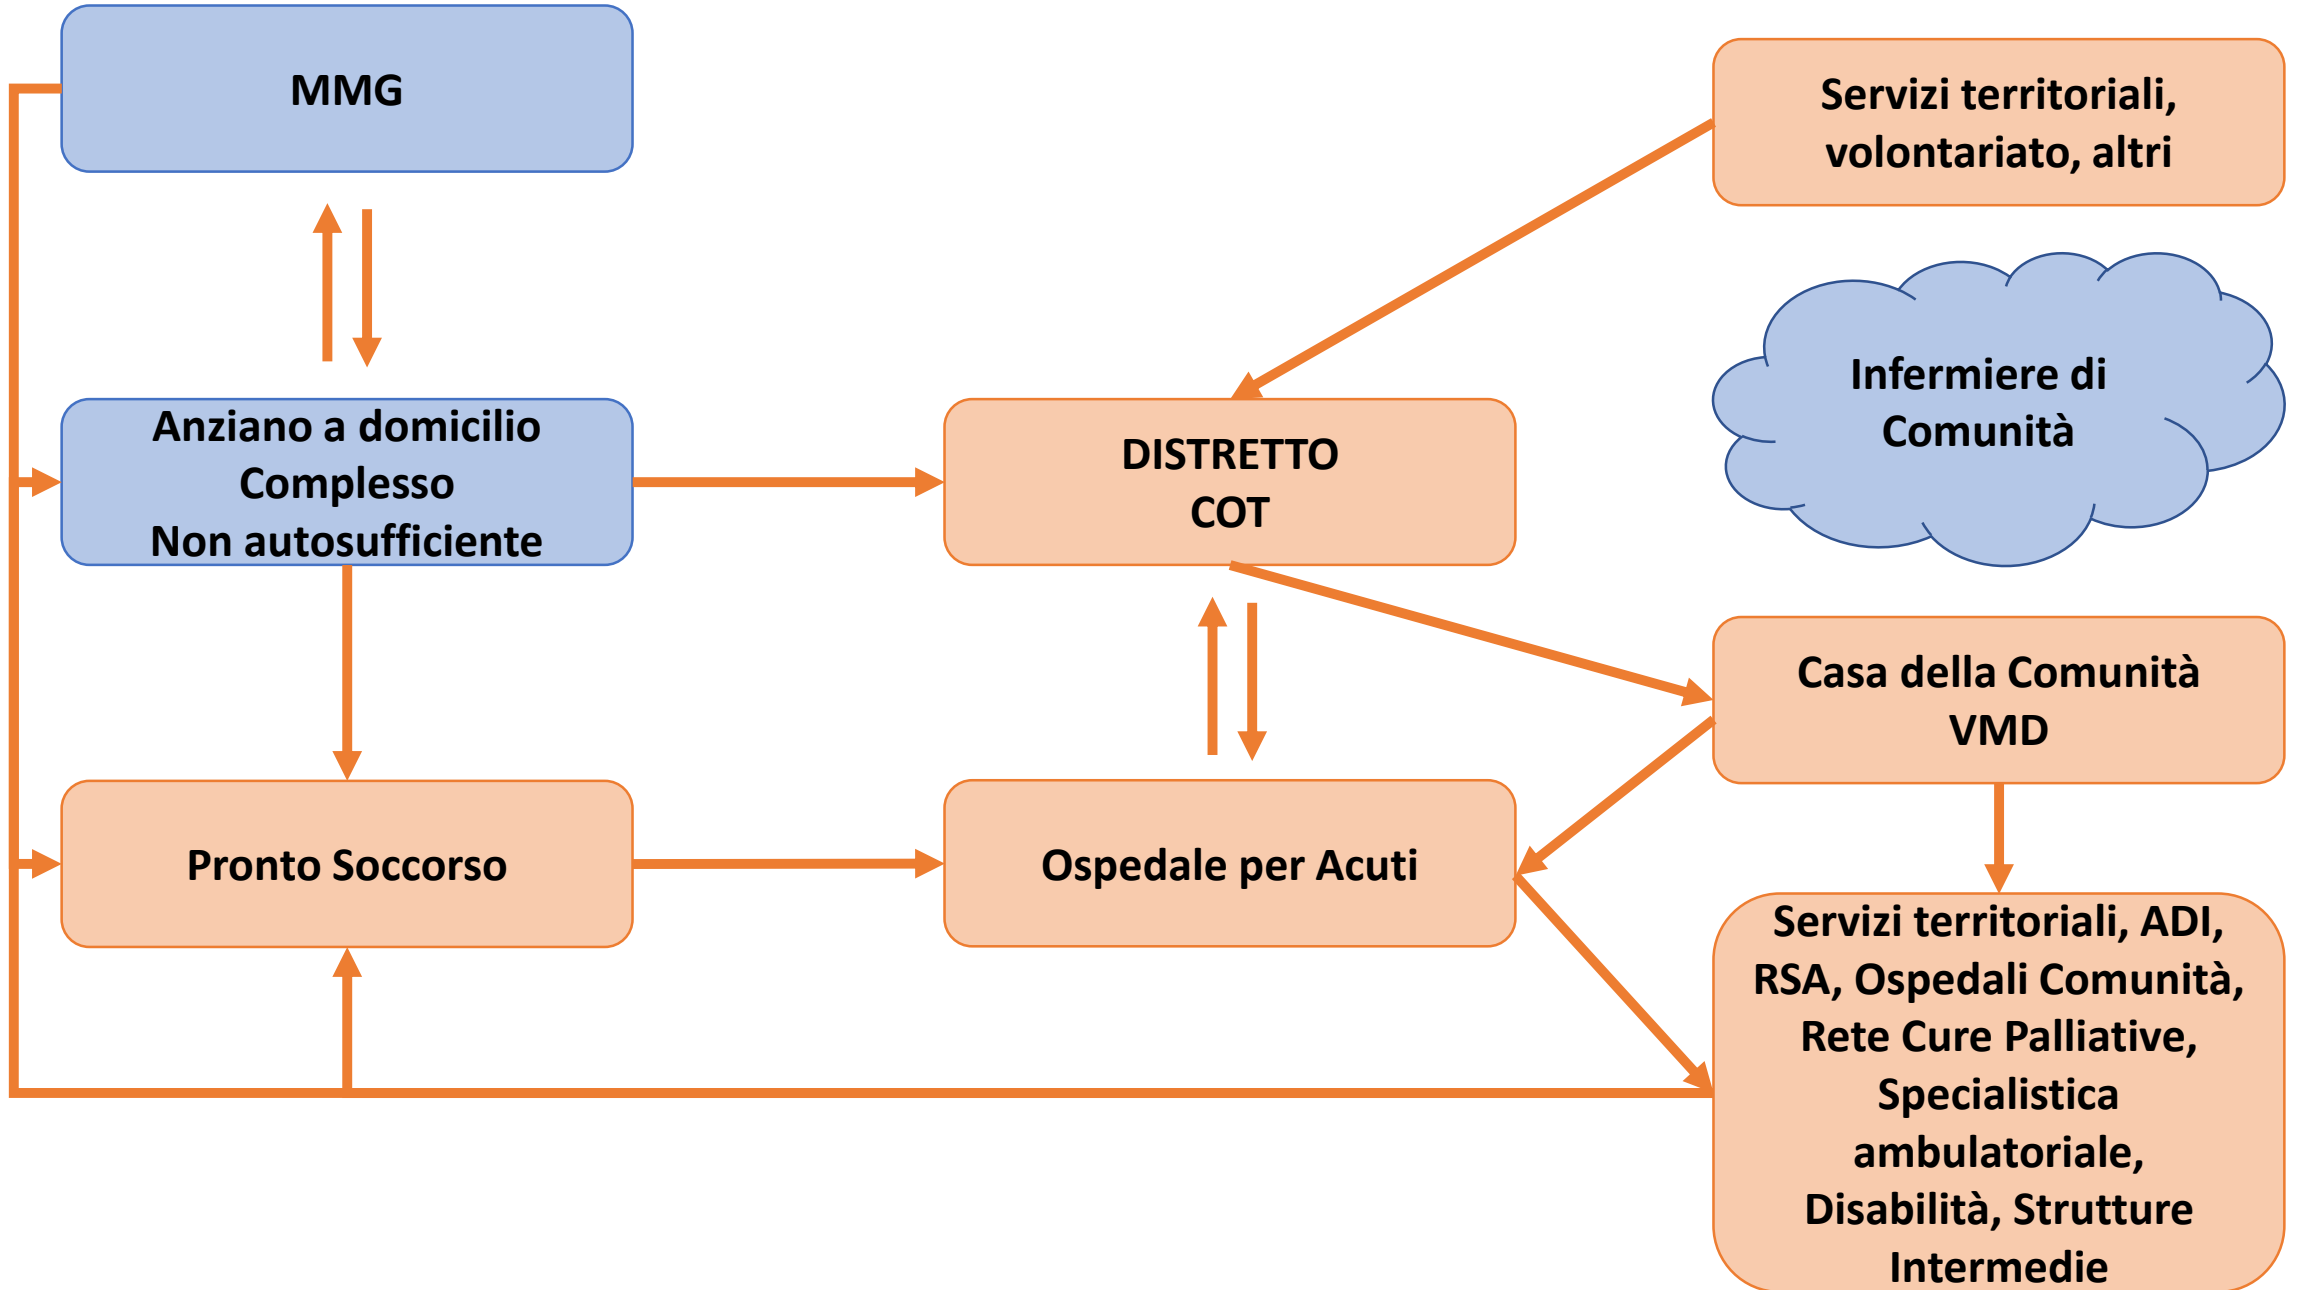 MMG
Servizi territoriali,
volontariato, altri
Infermiere di
Comunità
Anziano a domicilio
Complesso
Non autosufficiente
DISTRETTO
COT
Casa della Comunità
VMD
Pronto Soccorso
Ospedale per Acuti
Servizi territoriali, ADI,
RSA, Ospedali Comunità,
Rete Cure Palliative,
Specialistica
ambulatoriale,
Disabilità, Strutture
Intermedie